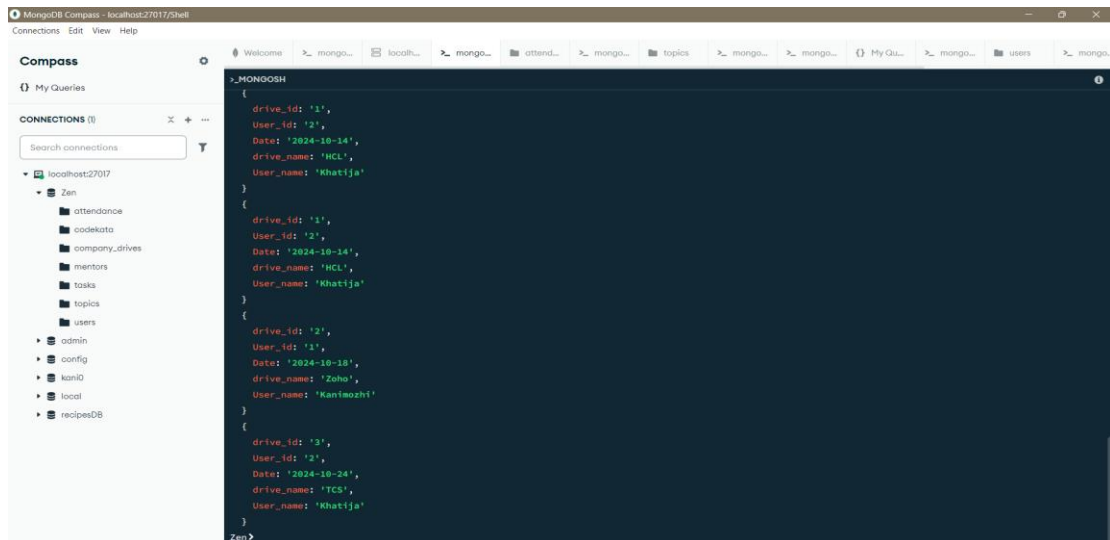 MongoDB Compass - localhost:27017/Shell
Connections Edit View Help
Compass
{} My Queries
CONNECTIONS (1)
Search connections
localhost:27017
Zen
attendance
codekata
company_drives
mentors
tasks
topics
users
admin
config
kani0
local
recipesDB
Welcome >_ mongo... localh... >_ mongo... attend... >_ mongo... topics >_ mongo... >_ mongo... {} My Qu... >_ mongo... users >_ mongo.
>_MONGOSH
{
drive_id: '1',
User_id: '2',
Date: '2024-10-14',
drive_name: 'HCL',
User_name: 'Khatija'
}
{
drive_id: '1',
User_id: '2',
Date: '2024-10-14',
drive_name: 'HCL',
User_name: 'Khatija'
}
{
drive_id: '2',
User_id: '1',
Date: '2024-10-18',
drive_name: 'Zoho',
User_name: 'Kanimozhi'
}
{
drive_id: '3',
User_id: '2',
Date: '2024-10-24',
drive_name: 'TCS',
User_name: 'Khatija'
}
Zen>